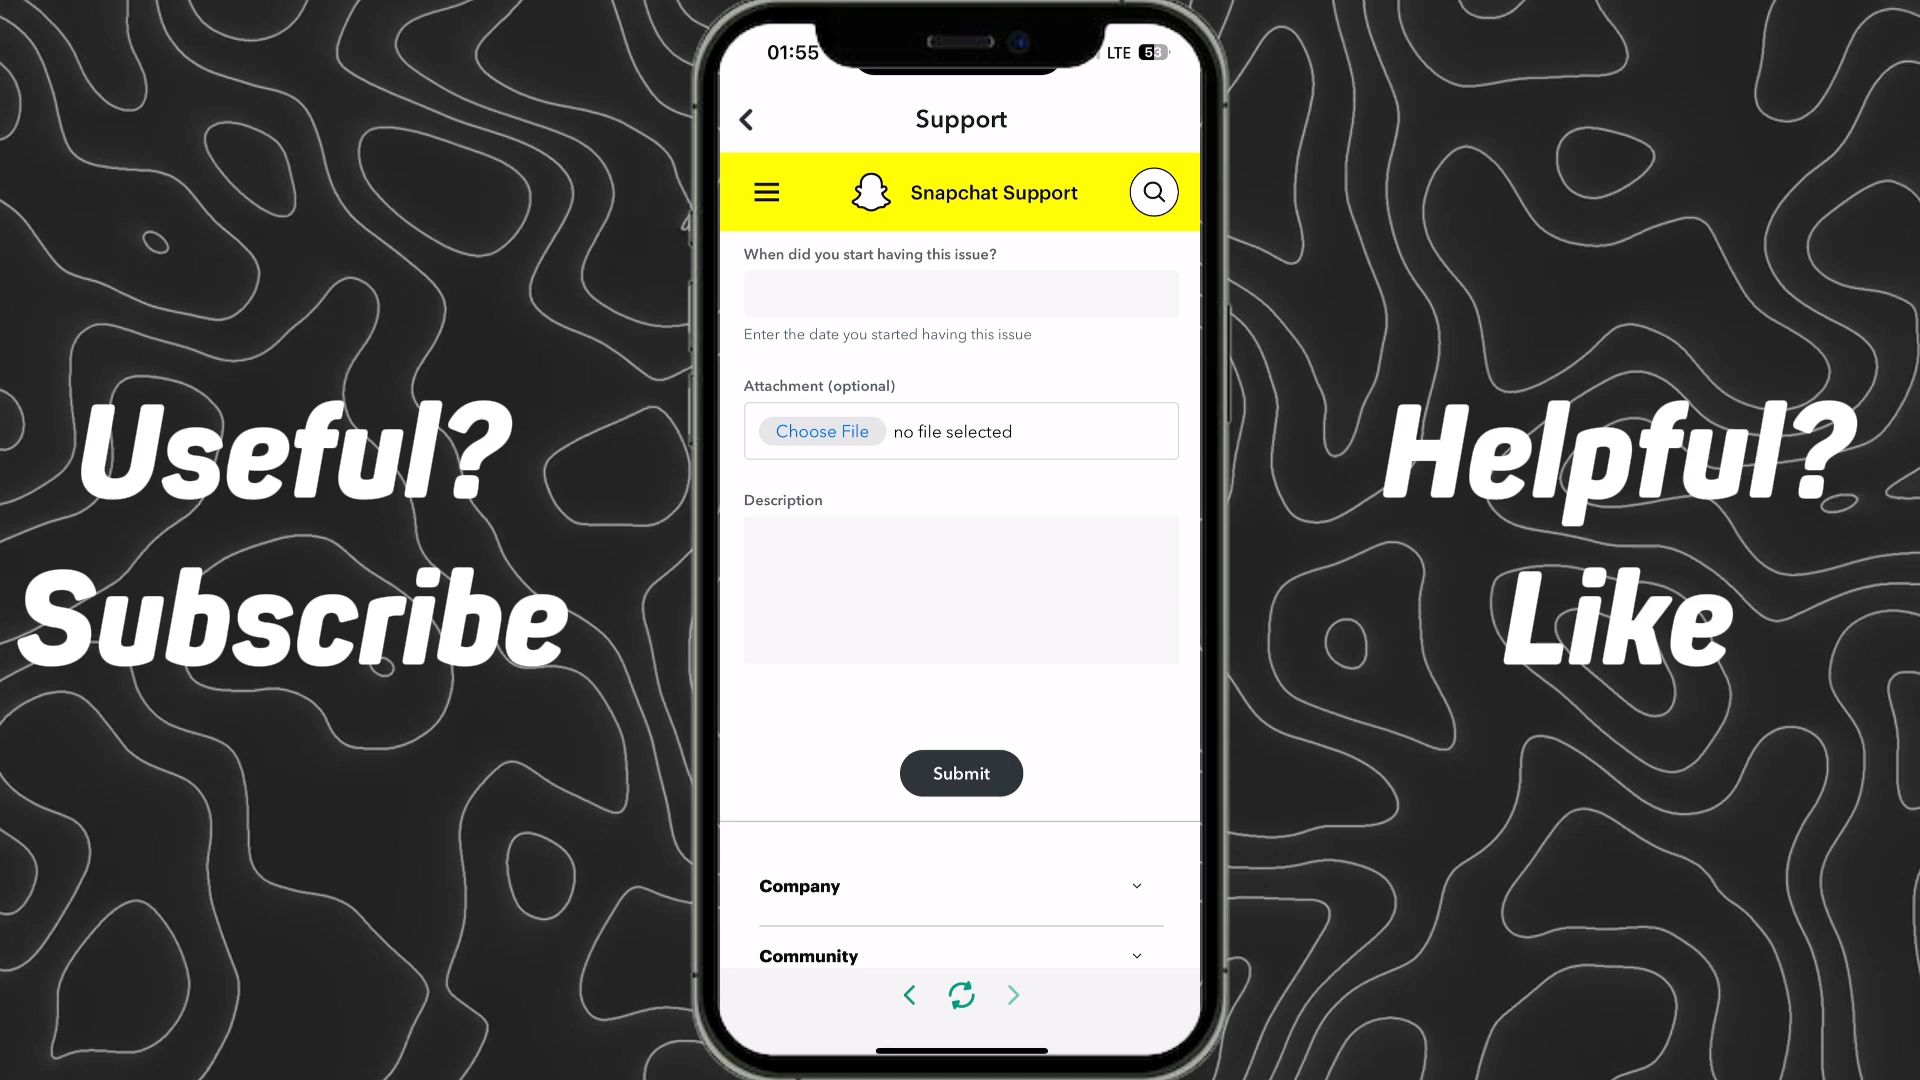 01:55
LTE 53
Support
Snapchat Support
When did you start having this issue?
Enter the date you started having this issue
Attachment (optional)
Choose File no file selected
Description
Submit
Company
Community
Useful?
Subscribe
Helpful?
Like